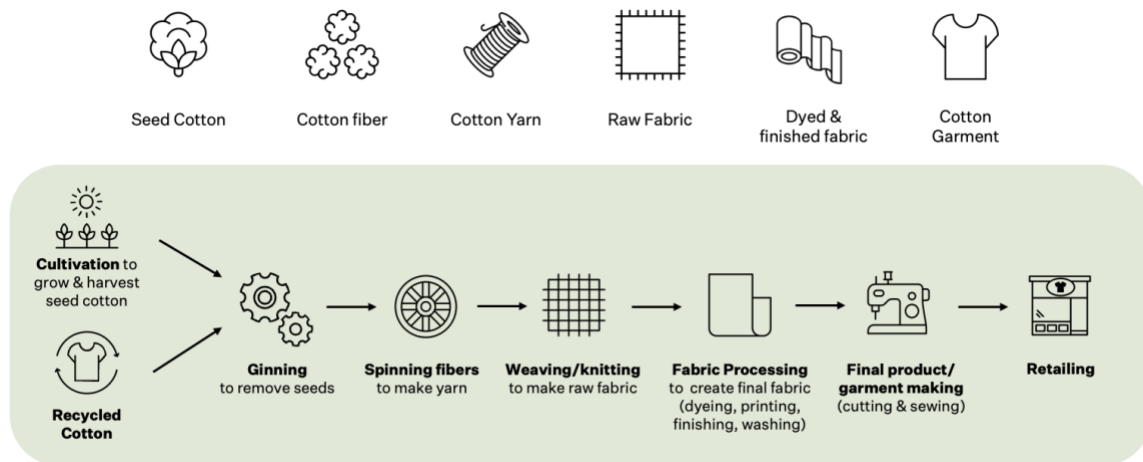 Seed Cotton
Cotton fiber
Cotton Yarn
Raw Fabric
Dyed &
finished fabric
Cotton
Garment
Cultivation to
grow & harvest
seed cotton
Recycled
Cotton
Ginning
to remove seeds
Spinning fibers
to make yarn
Weaving/knitting
to make raw fabric
Fabric Processing
to create final fabric
(dyeing, printing,
finishing, washing)
Final product/
garment making
(cutting & sewing)
Retailing